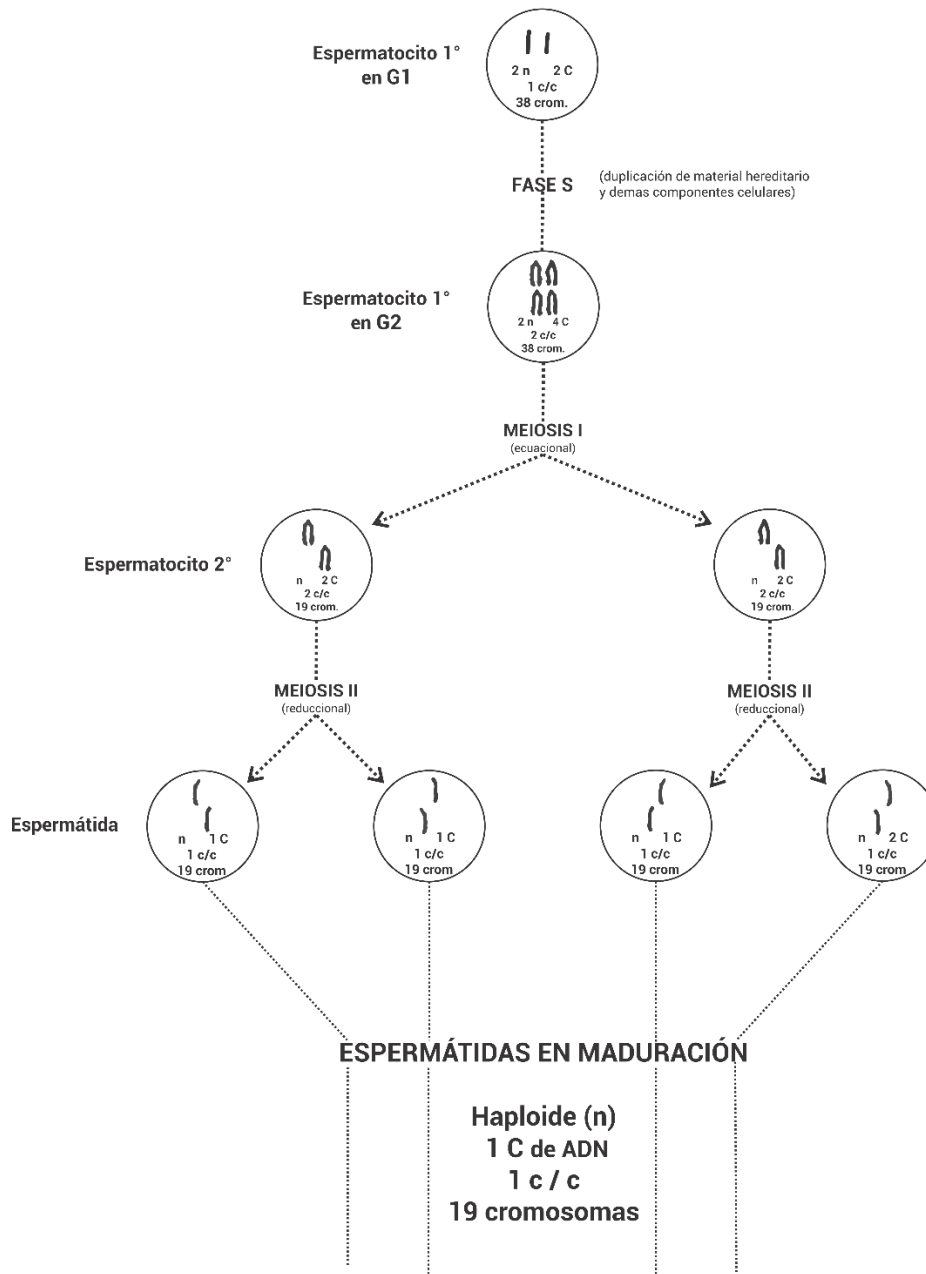 Espermatocito 1°
en G1
2 n 2 C
1 c/c
38 crom.
FASE S
(duplicación de material hereditario
y demas componentes celulares)
Espermatocito 1°
en G2
2 n 4 C
2 c/c
38 crom.
MEIOSIS I
(ecuacional)
Espermatocito 2°
n 2 C
2 c/c
19 crom.
n 2 C
2 c/c
19 crom.
MEIOSIS II
(reduccional)
MEIOSIS II
(reduccional)
Espermátida
n 1 C
1 c/c
19 crom
n 1 C
1 c/c
19 crom
n 1 C
1 c/c
19 crom
n 2 C
1 c/c
19 crom
ESPERMÁTIDAS EN MADURACIÓN
Haploide (n)
1 C de ADN
1 c / c
19 cromosomas